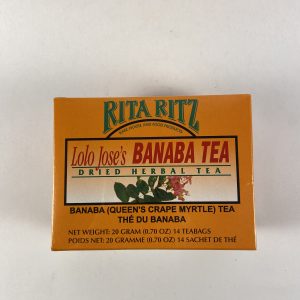 RITA RITZ
Lolo Jose's BANABA TEA
DRIED HERBAL TEA
BANABA (QUEEN'S CRAPE MYRTLE) TEA
THÉ DU BANABA
NET WEIGHT: 20 GRAM (0.70 OZ) 14 TEABAGS
POIDS NET: 20 GRAMME (0.70 OZ) 14 SACHET DE THÉ